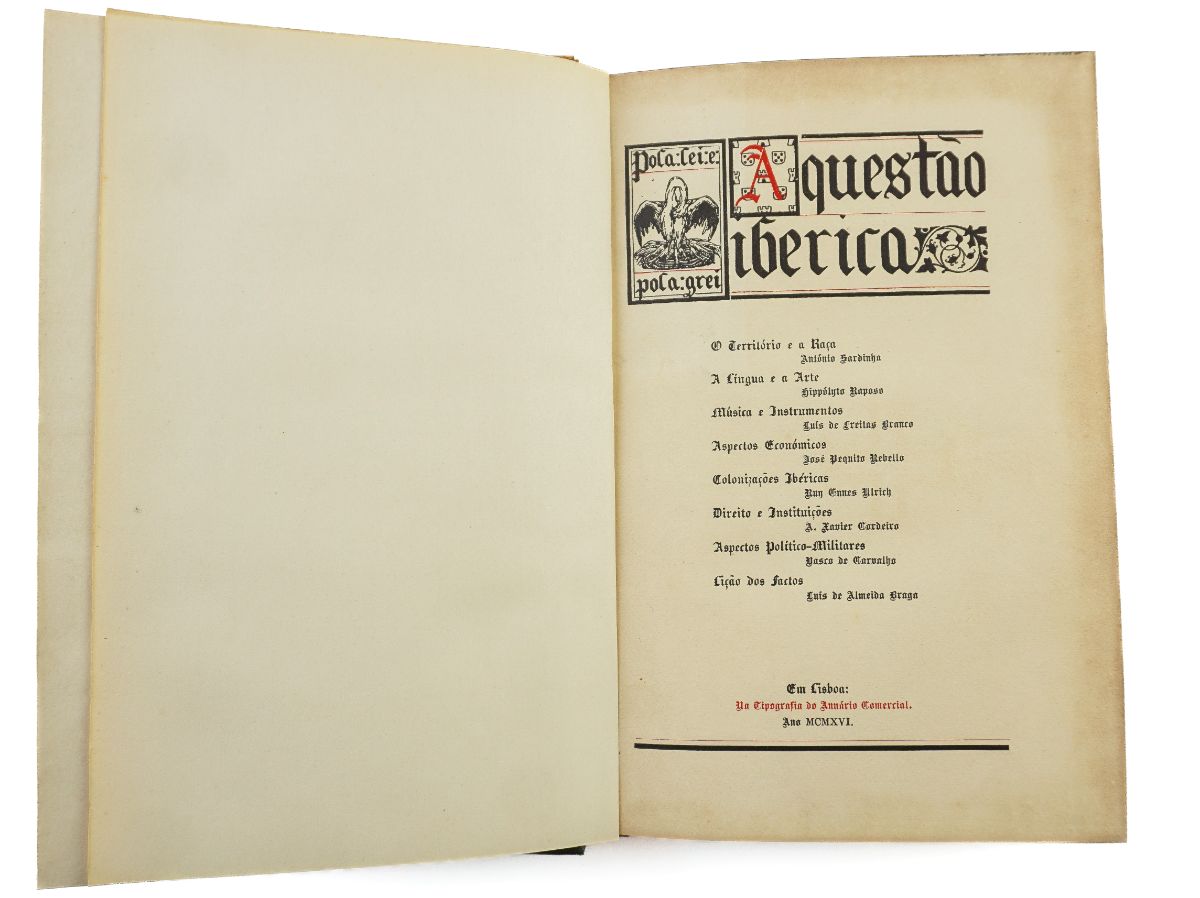 Pola:lei:e:
pola:grei
A questão
iberica
O Território e a Raça
António Sardinha
A Língua e a Arte
Hippólyto Raposo
Música e Instrumentos
Luís de Freitas Branco
Aspectos Económicos
José Pequito Rebello
Colonizações Ibéricas
Ruy Ennes Ulrich
Direito e Instituições
A. Xavier Cordeiro
Aspectos Político-Militares
Vasco de Carvalho
Lição dos Factos
Luís de Almeida Braga
Em Lisboa:
Na Tipografia do Annário Comercial.
Ano MCMXVI.